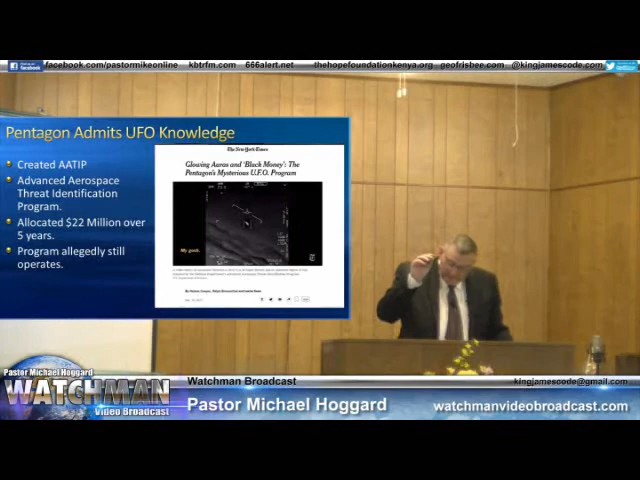 facebook.com/pastormikeonline kbtrfm.com 666alert.net thehopefoundationkenya.org geofrisbee.com @kingjamescode.com
Pentagon Admits UFO Knowledge
Created AATIP
Advanced Aerospace
Threat Identification
Program.
Allocated $22 Million over
5 years.
Program allegedly still
operates.
The New York Times
Glowing Auras and 'Black Money': The
Pentagon's Mysterious U.F.O. Program
My gosh.
Pastor Michael Hoggard
WATCHMAN
Video Broadcast
Watchman Broadcast
kingjamescode@gmail.com
Pastor Michael Hoggard
watchmanvideobroadcast.com